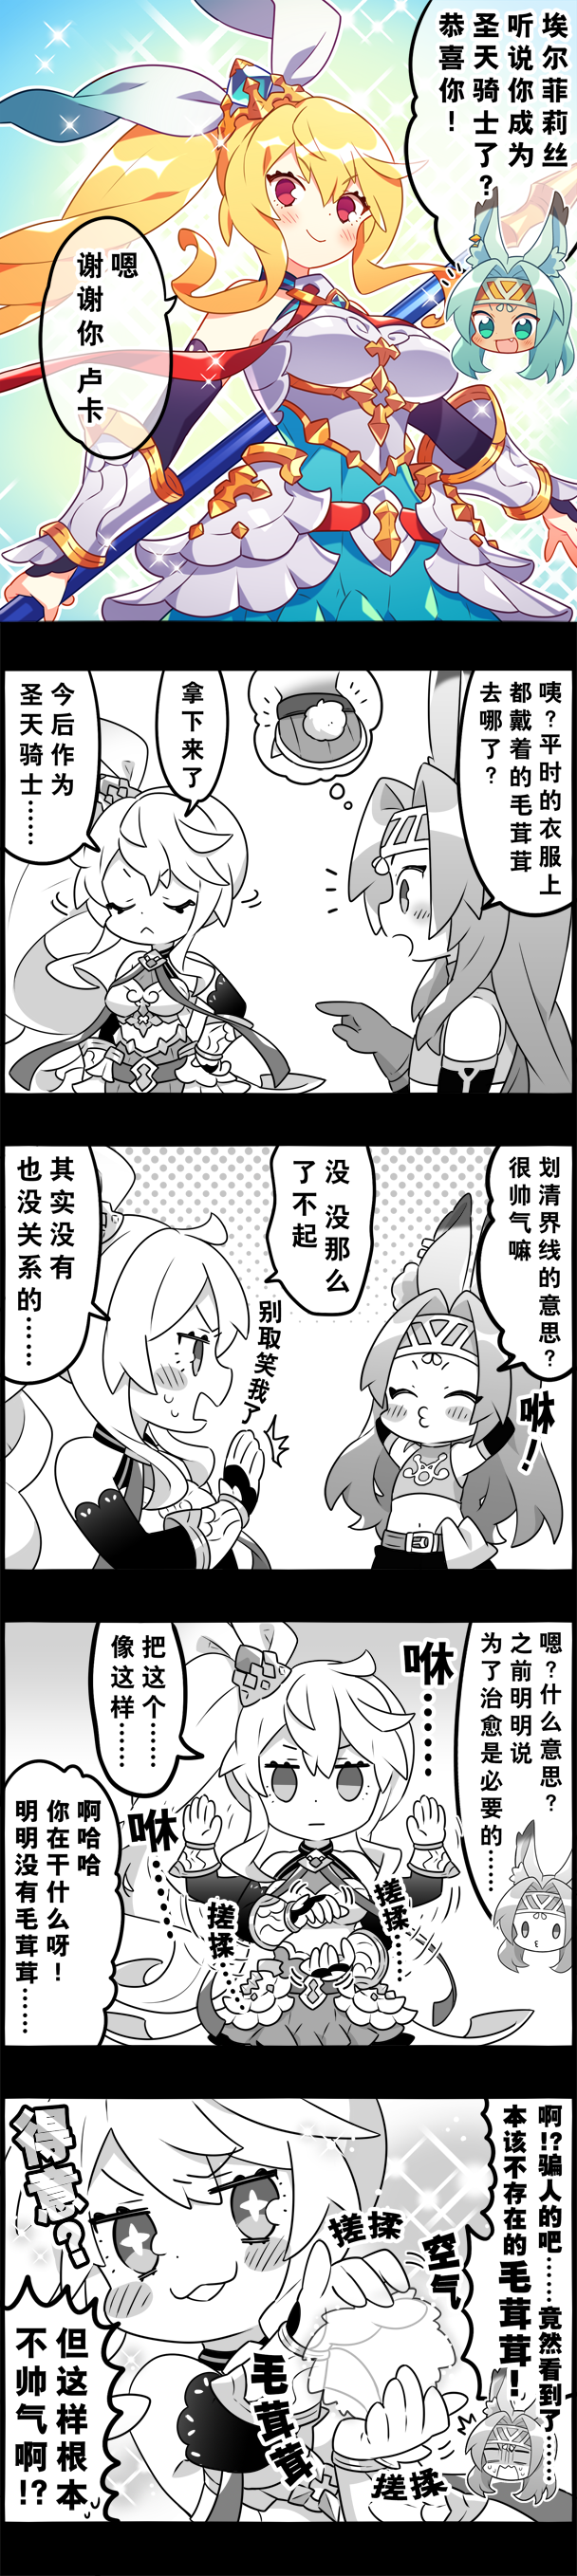 埃尔菲莉丝
听说你成为
圣天骑士了？
恭喜你！
嗯
谢谢你 卢卡
咦？平时的衣服上
都戴着的毛茸茸
去哪了？
拿下来了
今后作为
圣天骑士……
划清界线的意思？
很帅气嘛
咻！
没 没那么
了不起
别取笑我了
其实没有
也没关系的……
嗯？什么意思？
之前明明说
为了治愈是必要的……
咻……
把这个……
像这样……
咻……
搓揉……
搓揉……
啊哈哈
你在干什么呀！
明明没有毛茸茸……
啊!?骗人的吧……竟然看到了……
本该不存在的毛茸茸！
空气
毛茸茸
搓揉
搓揉
得意？
但这样根本
不帅气啊!?